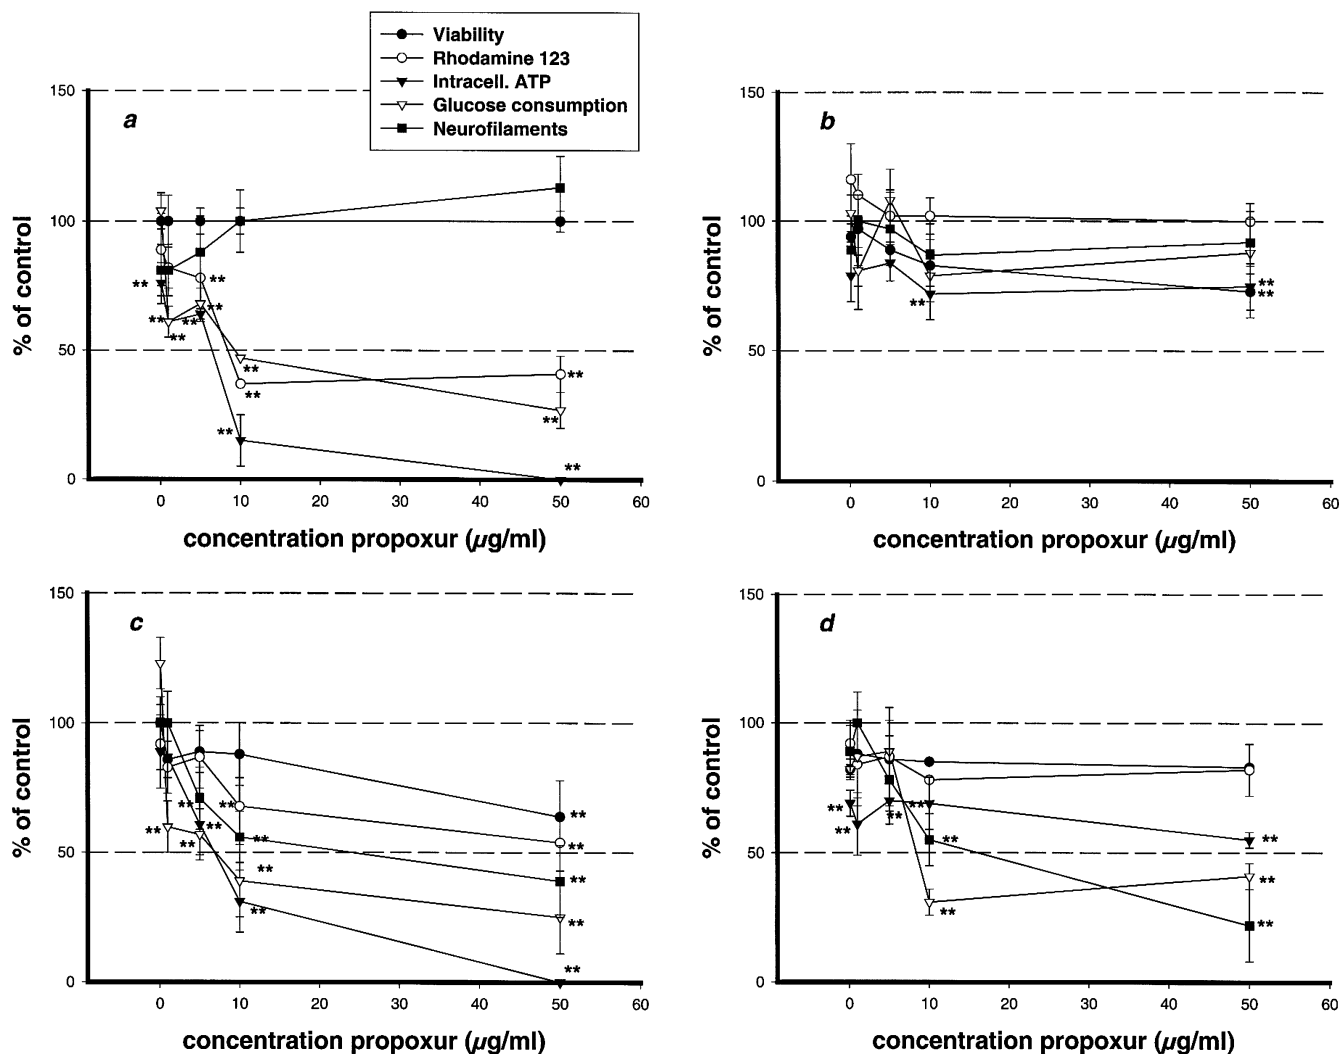 Viability
Rhodamine 123
Intracell. ATP
Glucose consumption
Neurofilaments
a
150
100
50
0
% of control
** ** ** ** ** ** ** ** ** ** ** **
0 10 20 30 40 50 60
concentration propoxur (µg/ml)
b
150
100
50
0
% of control
** ** **
0 10 20 30 40 50 60
concentration propoxur (µg/ml)
c
150
100
50
0
% of control
** ** ** ** ** ** ** ** ** ** ** ** **
0 10 20 30 40 50 60
concentration propoxur (µg/ml)
d
150
100
50
0
% of control
** ** ** ** ** ** ** ** **
0 10 20 30 40 50 60
concentration propoxur (µg/ml)